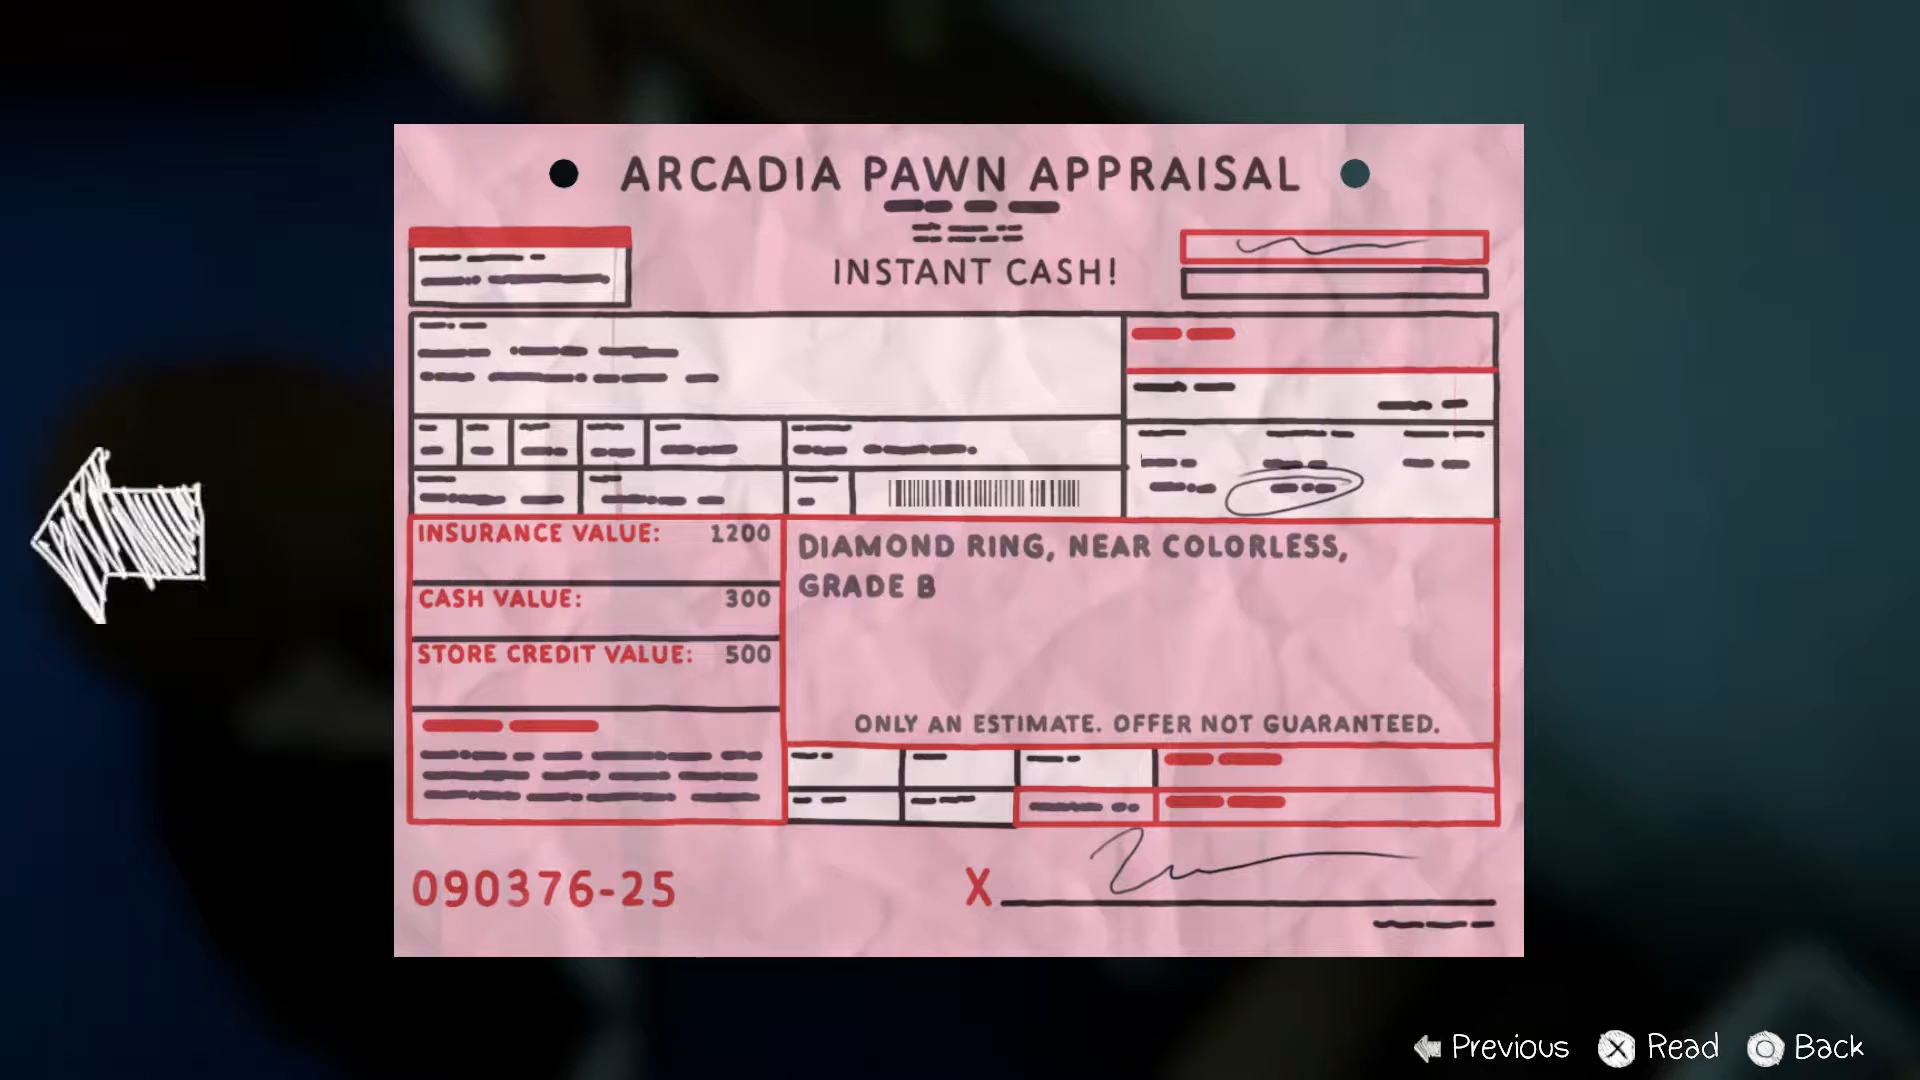 ARCADIA PAWN APPRAISAL
INSTANT CASH!
INSURANCE VALUE: 1200
CASH VALUE: 300
STORE CREDIT VALUE: 500
DIAMOND RING, NEAR COLORLESS,
GRADE B
ONLY AN ESTIMATE. OFFER NOT GUARANTEED.
090376-25
X
Previous
Read
Back